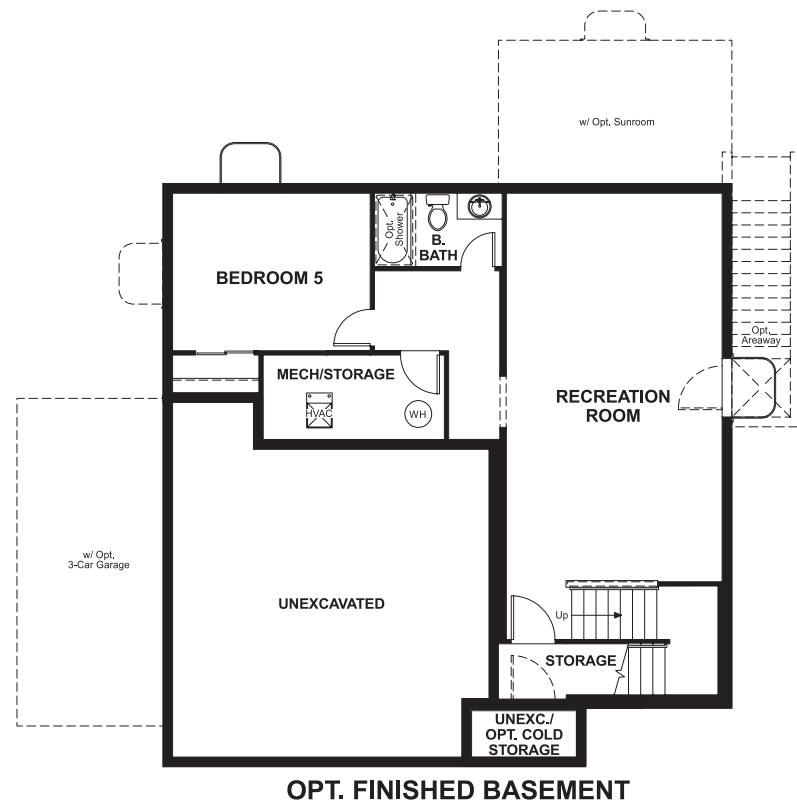 w/ Opt. Sunroom
Opt.
Shower
B.
BATH
BEDROOM 5
Opt.
Areaway
MECH/STORAGE
HVAC
WH
RECREATION
ROOM
w/ Opt.
3-Car Garage
UNEXCAVATED
Up
STORAGE
UNEXC./
OPT. COLD
STORAGE
OPT. FINISHED BASEMENT